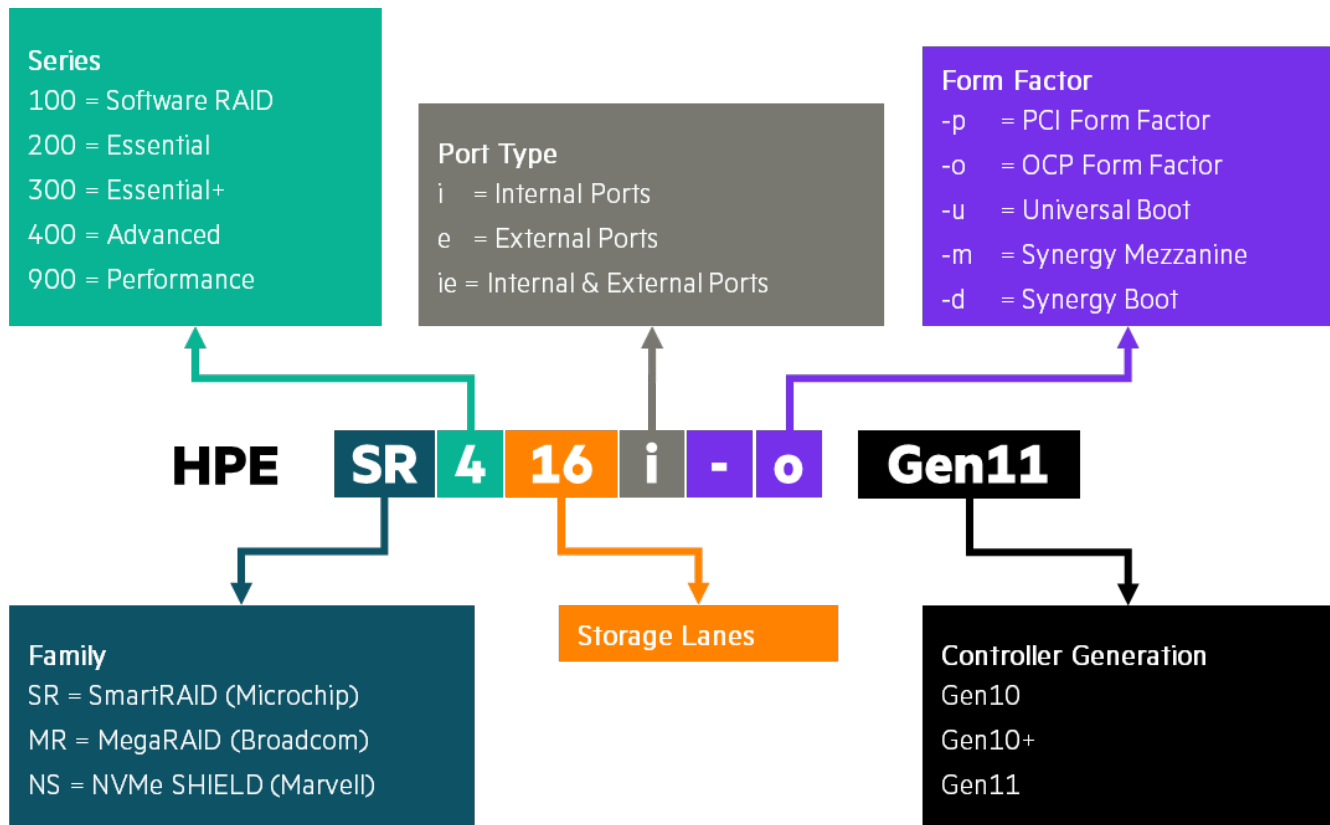 Series
100 = Software RAID
200 = Essential
300 = Essential+
400 = Advanced
900 = Performance
Port Type
i = Internal Ports
e = External Ports
ie = Internal & External Ports
Form Factor
-p = PCI Form Factor
-o = OCP Form Factor
-u = Universal Boot
-m = Synergy Mezzanine
-d = Synergy Boot
HPE SR 4 16 i - o Gen11
Family
SR = SmartRAID (Microchip)
MR = MegaRAID (Broadcom)
NS = NVMe SHIELD (Marvell)
Storage Lanes
Controller Generation
Gen10
Gen10+
Gen11